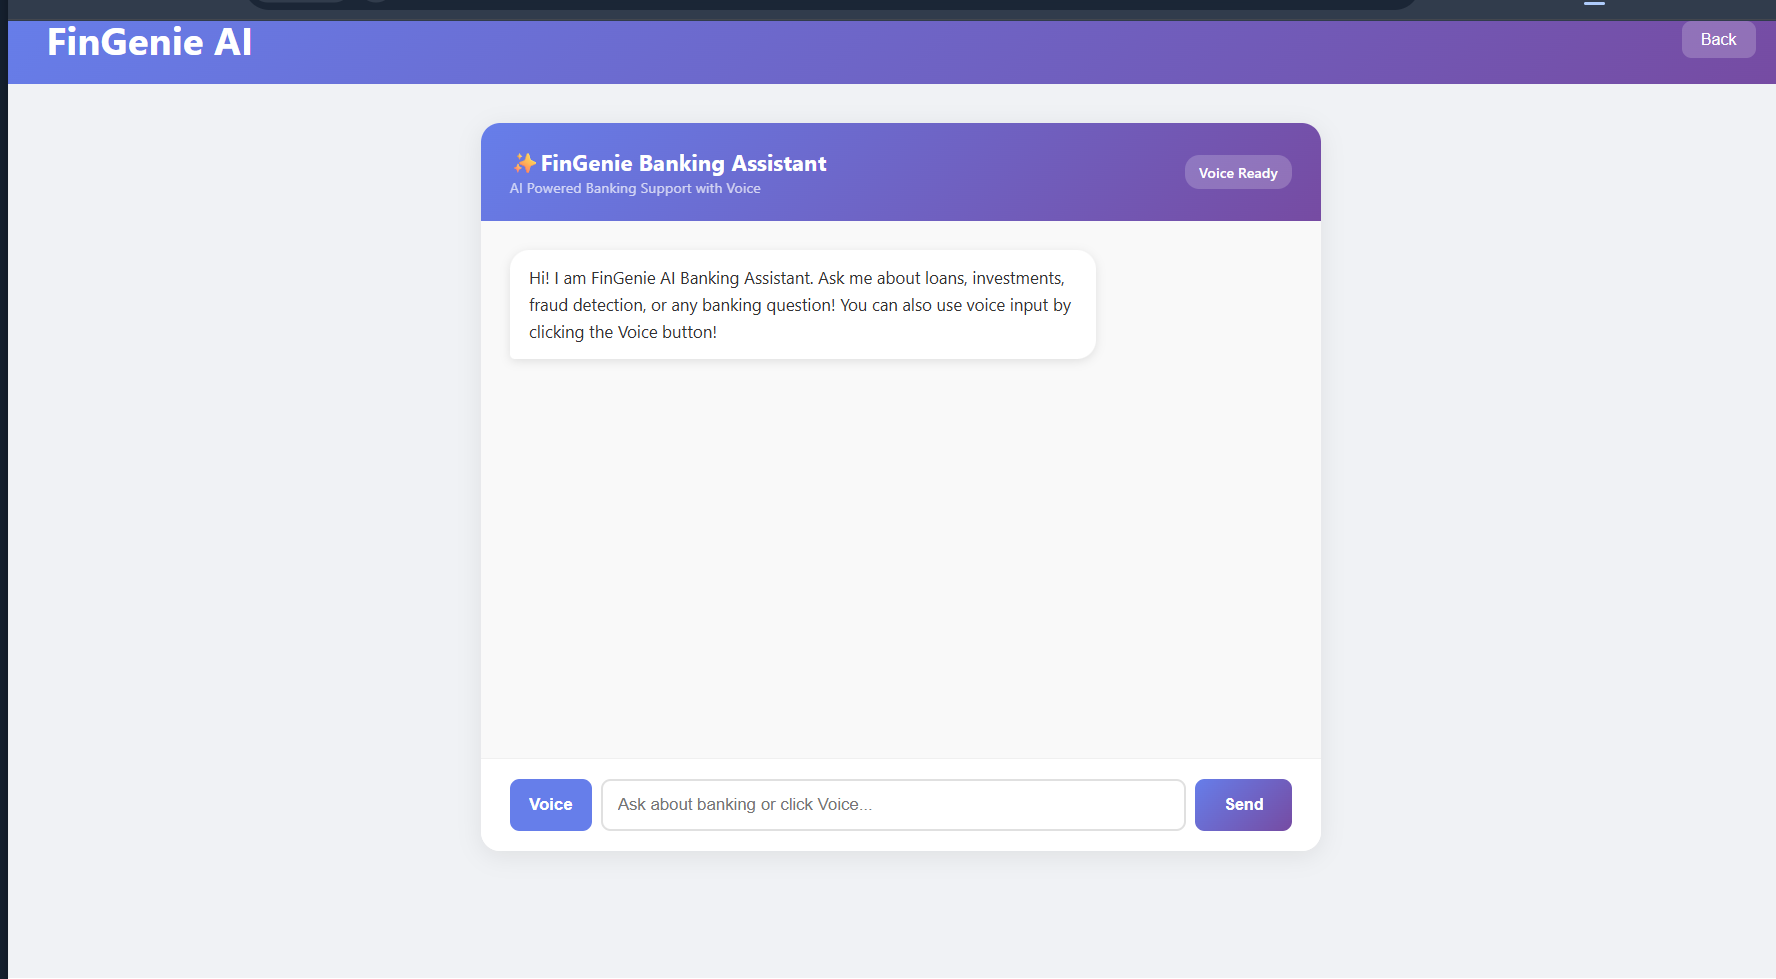 FinGenie AI
Back
✨FinGenie Banking Assistant
AI Powered Banking Support with Voice
Voice Ready
Hi! I am FinGenie AI Banking Assistant. Ask me about loans, investments,
fraud detection, or any banking question! You can also use voice input by
clicking the Voice button!
Voice
Ask about banking or click Voice...
Send